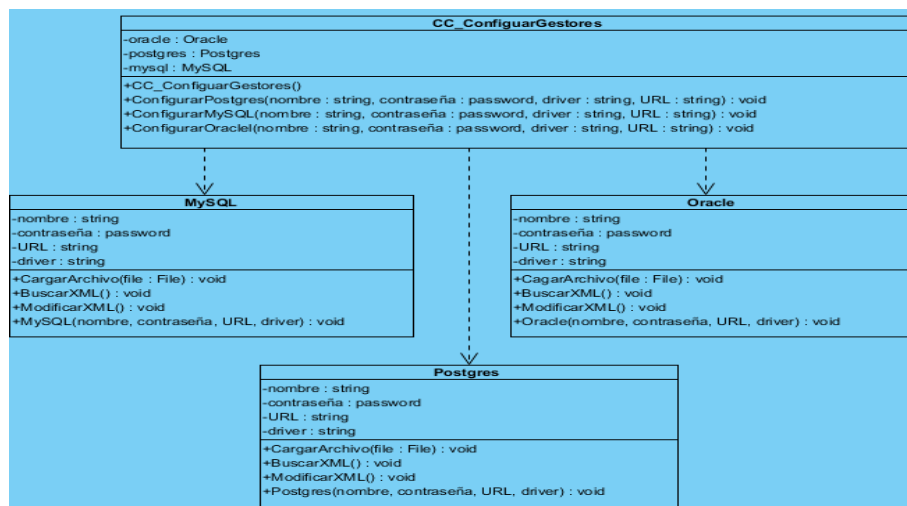 CC_ConfiguarGestores
-oracle : Oracle
-postgres : Postgres
-mysql : MySQL
+CC_ConfiguarGestores()
+ConfigurarPostgres(nombre : string, contraseña : password, driver : string, URL : string) : void
+ConfigurarMySQL(nombre : string, contraseña : password, driver : string, URL : string) : void
+ConfigurarOraclel(nombre : string, contraseña : password, driver : string, URL : string) : void
MySQL
-nombre : string
-contraseña : password
-URL : string
-driver : string
+CargarArchivo(file : File) : void
+BuscarXML() : void
+ModificarXML() : void
+MySQL(nombre, contraseña, URL, driver) : void
Oracle
-nombre : string
-contraseña : password
-URL : string
-driver : string
+CagarArchivo(file : File) : void
+BuscarXML() : void
+ModificarXML() : void
+Oracle(nombre, contraseña, URL, driver) : void
Postgres
-nombre : string
-contraseña : password
-URL : string
-driver : string
+CargarArchivo(file : File) : void
+BuscarXML() : void
+ModificarXML() : void
+Postgres(nombre, contraseña, URL, driver) : void